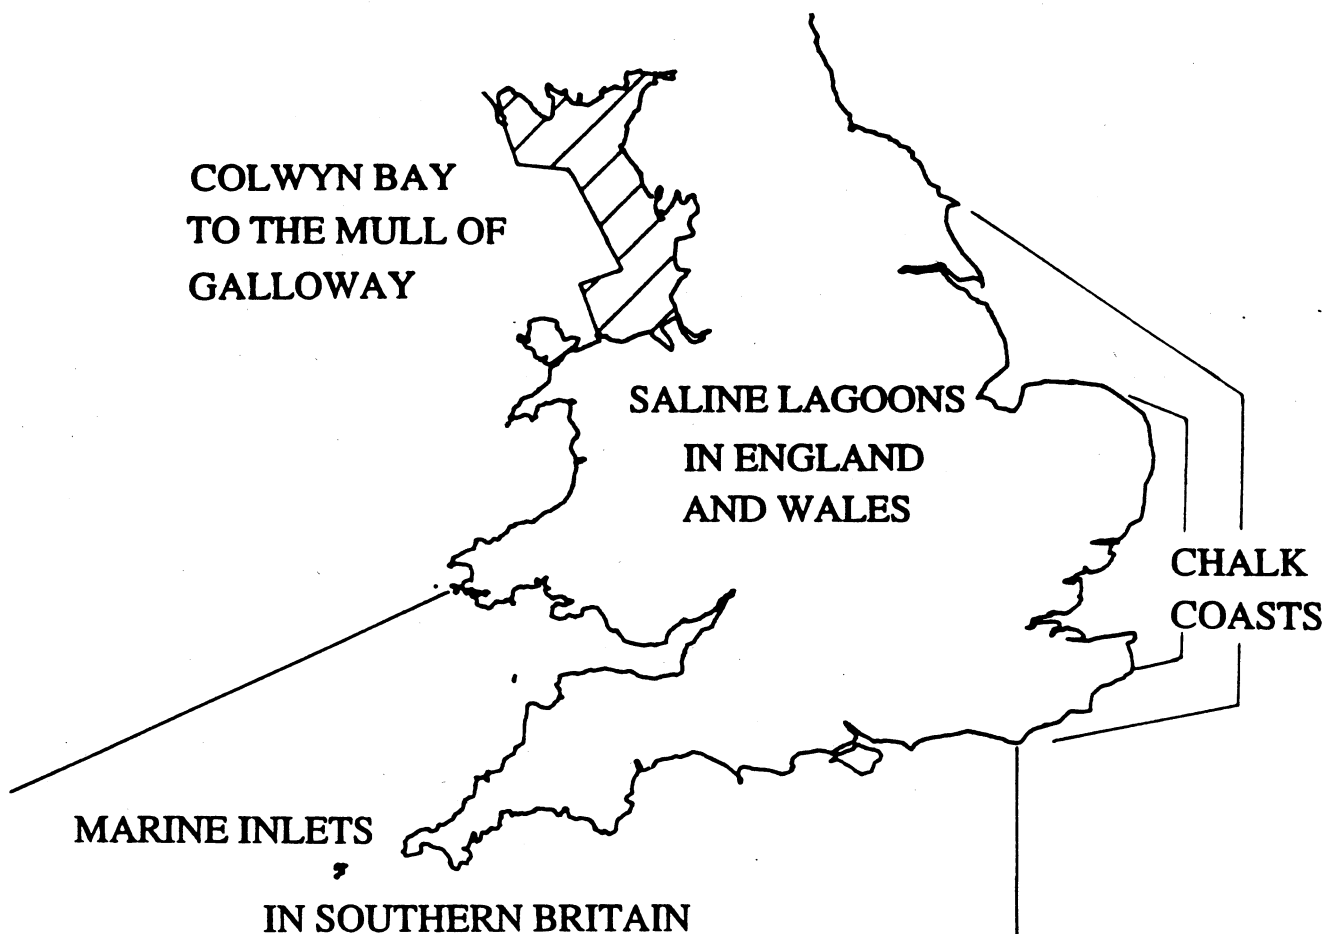 COLWYN BAY
TO THE MULL OF
GALLOWAY
SALINE LAGOONS
IN ENGLAND
AND WALES
CHALK
COASTS
MARINE INLETS
IN SOUTHERN BRITAIN